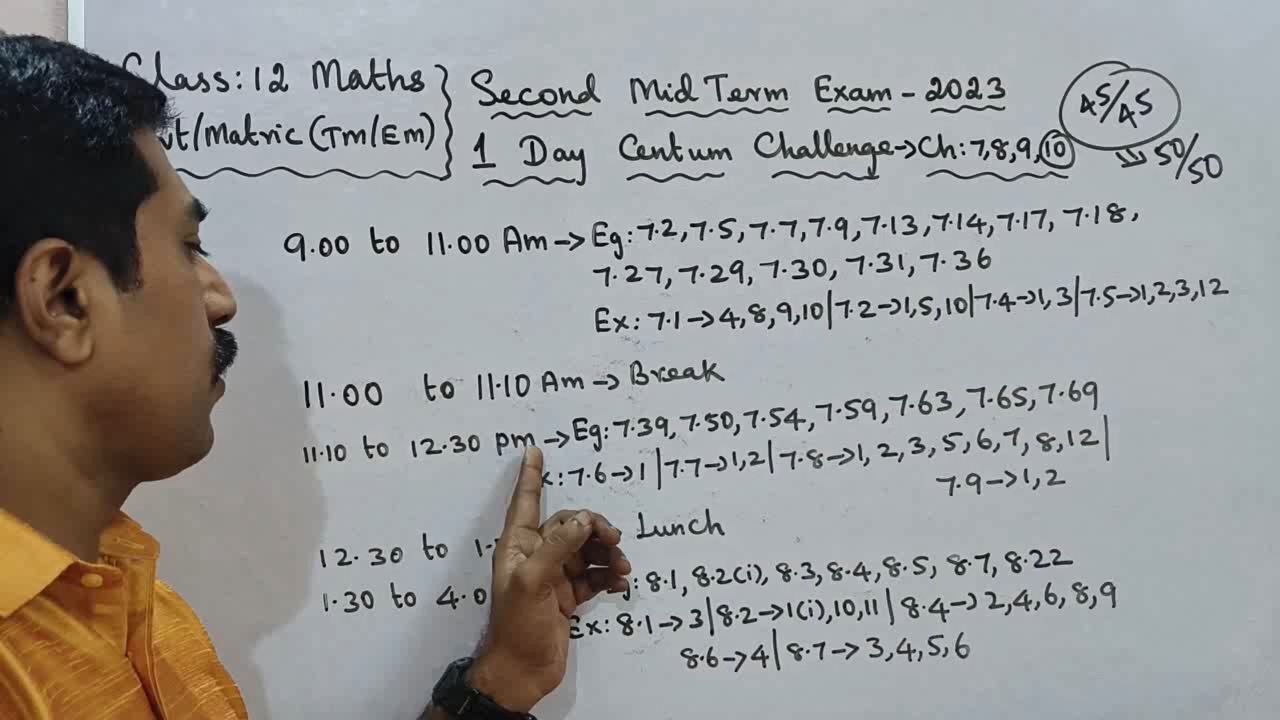 Class: 12 Maths
/Matric (Tm/Em)
Second Mid Term Exam - 2023
1 Day Centum Challenge → Ch: 7, 8, 9, 10
45/45
50/50
9.00 to 11.00 Am → Eg: 7.2, 7.5, 7.7, 7.9, 7.13, 7.14, 7.17, 7.18,
7.27, 7.29, 7.30, 7.31, 7.36
Ex: 7.1 → 4, 8, 9, 10 | 7.2 → 1, 5, 10 | 7.4 → 1, 3 | 7.5 → 1, 2, 3, 12
11.00 to 11.10 Am → Break
11.10 to 12.30 pm → Eg: 7.39, 7.50, 7.54, 7.59, 7.63, 7.65, 7.69
: 7.6 → 1 | 7.7 → 1, 2 | 7.8 → 1, 2, 3, 5, 6, 7, 8, 12 |
7.9 → 1, 2
12.30 to Lunch
1.30 to : 8.1, 8.2(i), 8.3, 8.4, 8.5, 8.7, 8.22
Ex: 8.1 → 3 | 8.2 → 1(i), 10, 11 | 8.4 → 2, 4, 6, 8, 9
8.6 → 4 | 8.7 → 3, 4, 5, 6